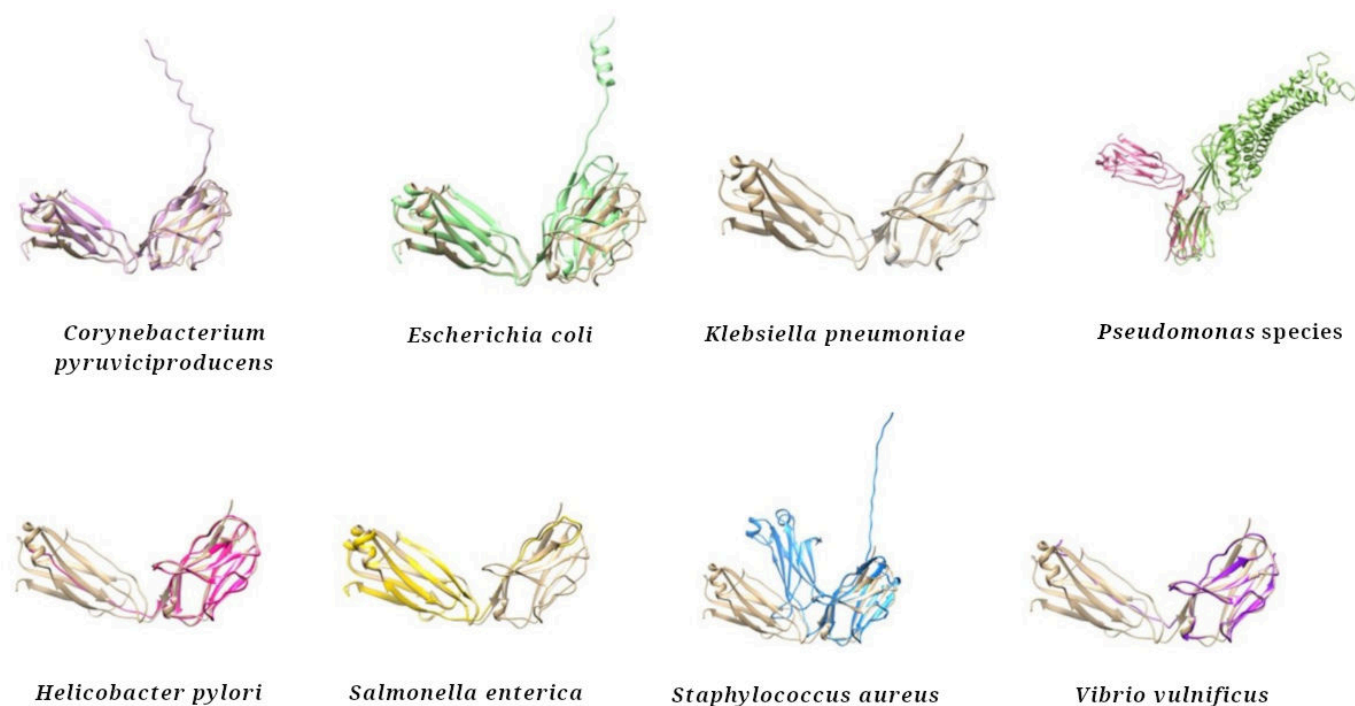 Corynebacterium
pyruviciproducens
Escherichia coli
Klebsiella pneumoniae
Pseudomonas species
Helicobacter pylori
Salmonella enterica
Staphylococcus aureus
Vibrio vulnificus